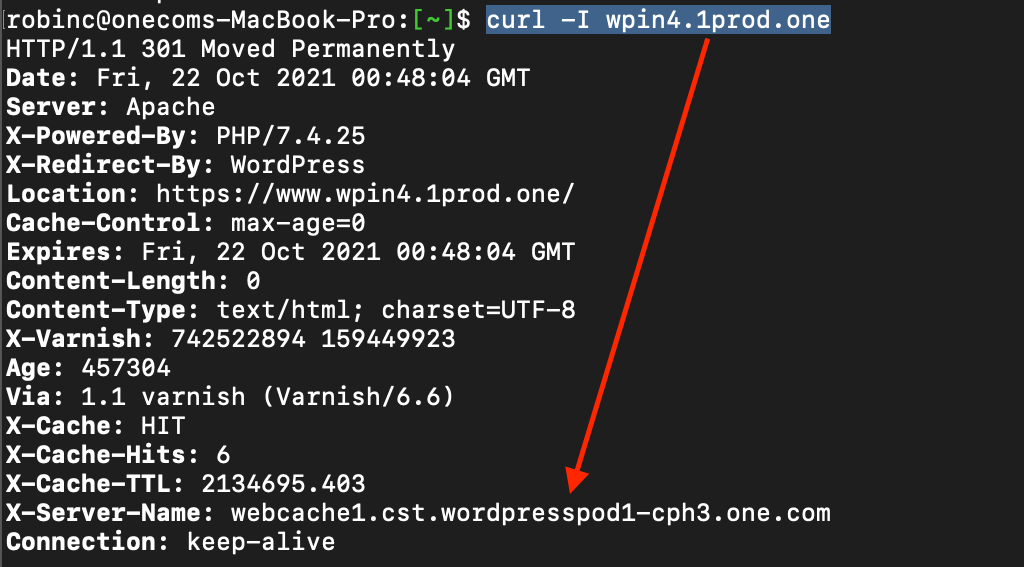 robinc@onecoms-MacBook-Pro:[~]$ curl -I wpin4.1prod.one
HTTP/1.1 301 Moved Permanently
Date: Fri, 22 Oct 2021 00:48:04 GMT
Server: Apache
X-Powered-By: PHP/7.4.25
X-Redirect-By: WordPress
Location: https://www.wpin4.1prod.one/
Cache-Control: max-age=0
Expires: Fri, 22 Oct 2021 00:48:04 GMT
Content-Length: 0
Content-Type: text/html; charset=UTF-8
X-Varnish: 742522894 159449923
Age: 457304
Via: 1.1 varnish (Varnish/6.6)
X-Cache: HIT
X-Cache-Hits: 6
X-Cache-TTL: 2134695.403
X-Server-Name: webcache1.cst.wordpresspod1-cph3.one.com
Connection: keep-alive